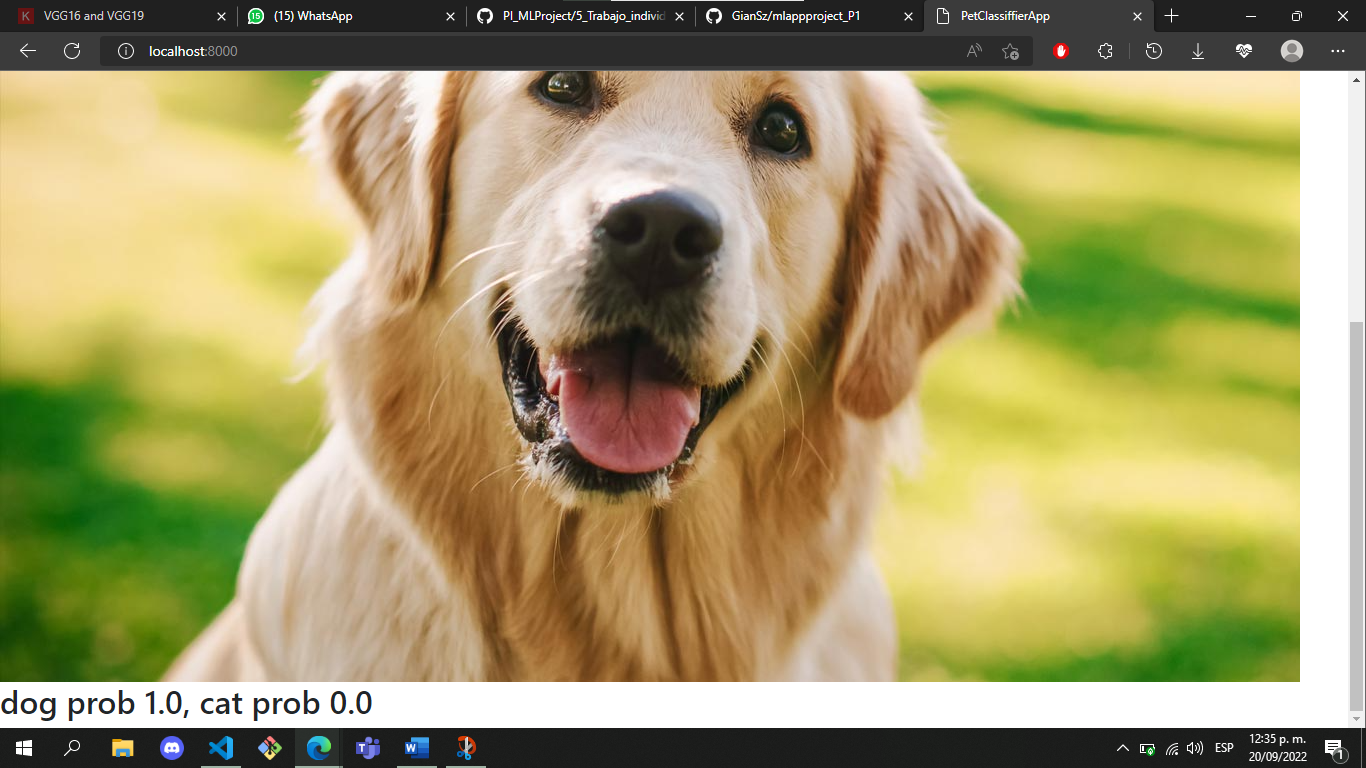 K VGG16 and VGG19
15 (15) WhatsApp
PI_MLProject/5_Trabajo_individ
GianSz/mlappproject_P1
PetClassiffierApp
localhost:8000
dog prob 1.0, cat prob 0.0
ESP
12:35 p. m.
20/09/2022
1